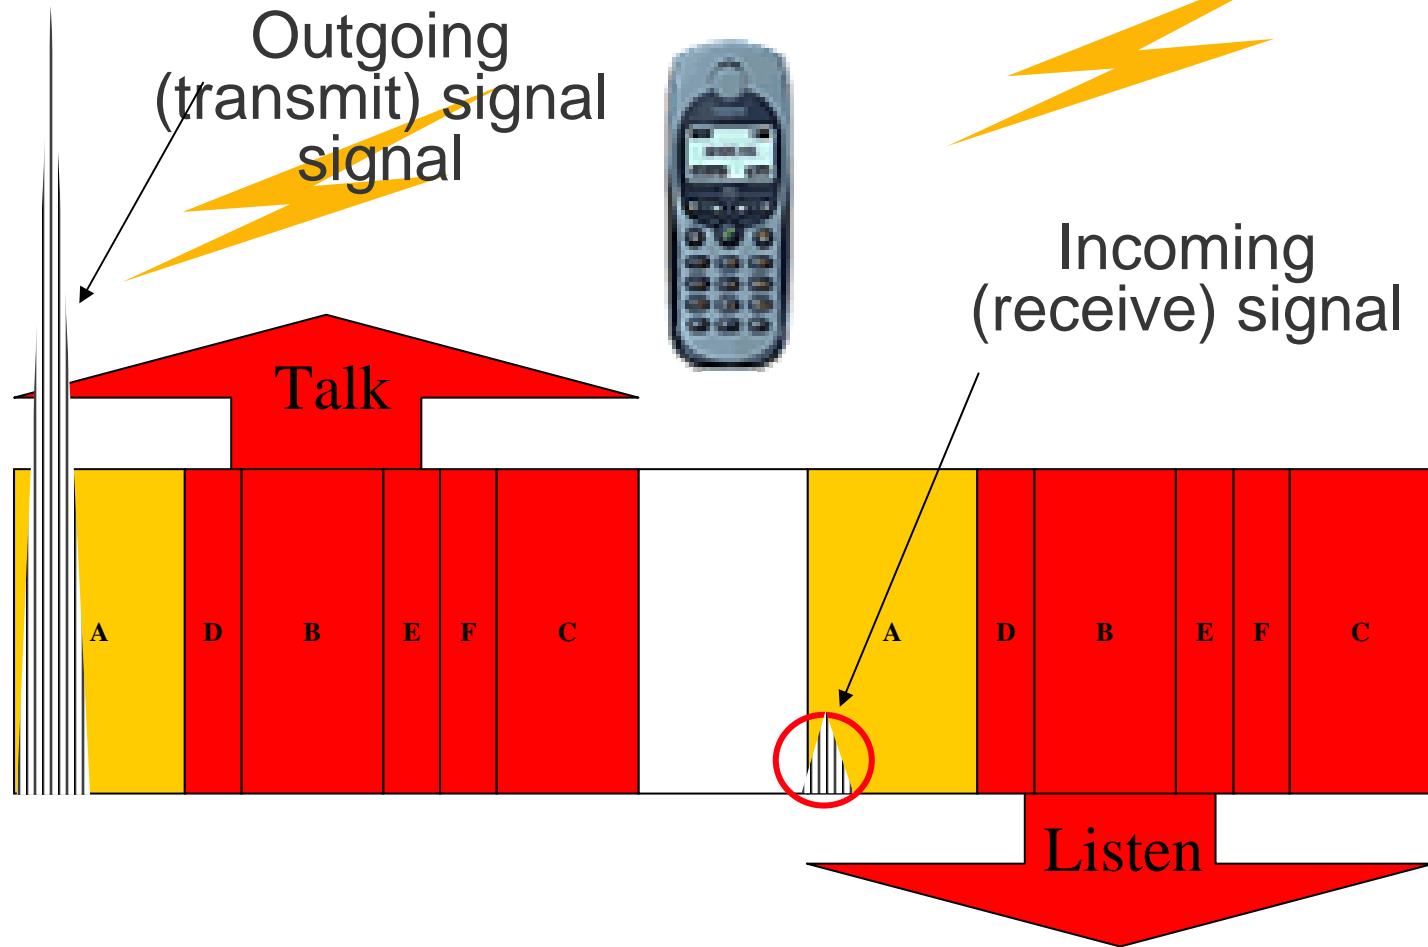 Outgoing
(transmit) signal
signal
Incoming
(receive) signal
Talk
A D B E F C
A D B E F C
Listen